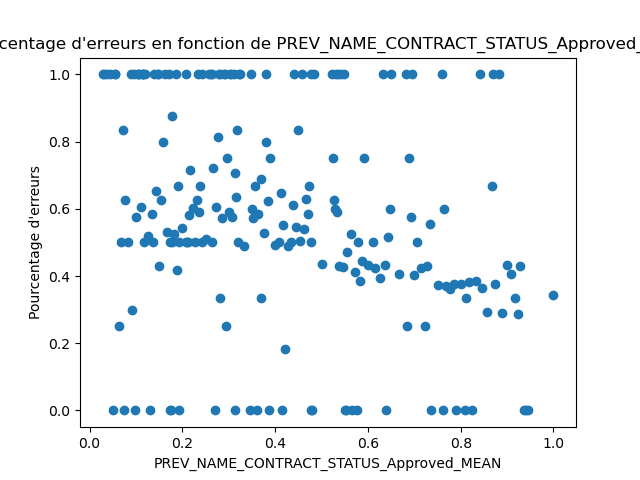 centage d'erreurs en fonction de PREV_NAME_CONTRACT_STATUS_Approved_
1.0
0.8
0.6
0.4
0.2
0.0
Pourcentage d'erreurs
0.0 0.2 0.4 0.6 0.8 1.0
PREV_NAME_CONTRACT_STATUS_Approved_MEAN